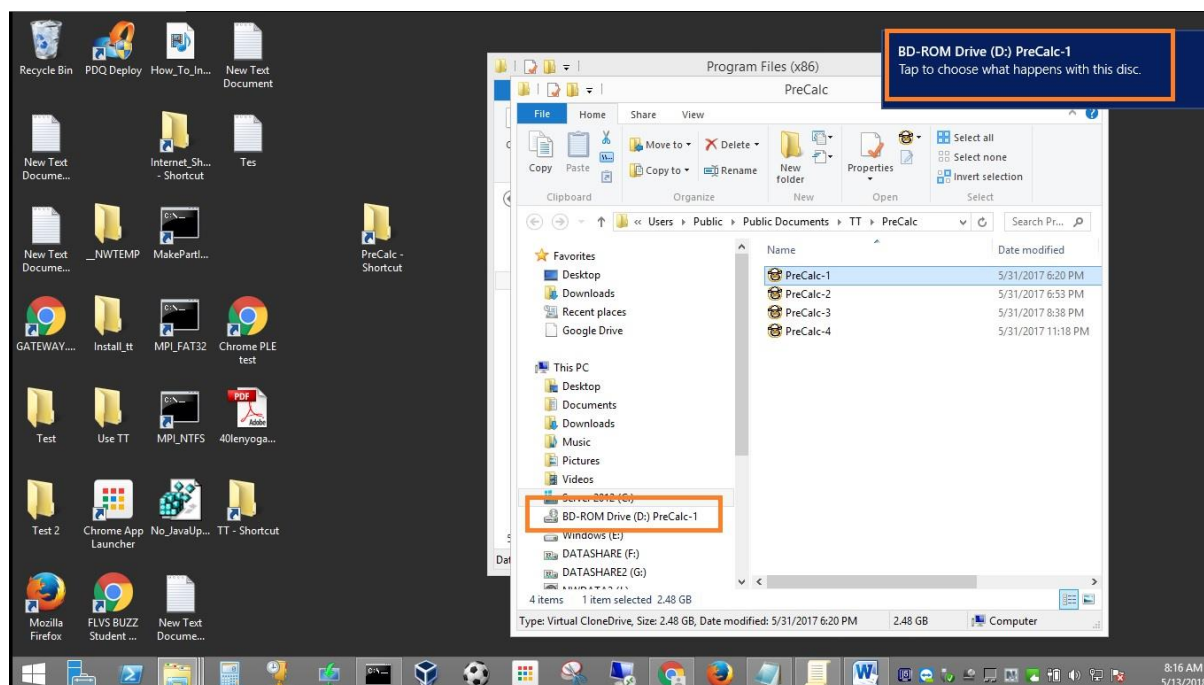 Recycle Bin
PDQ Deploy
How_To_In...
New Text
Document
New Text
Docume...
Internet_Sh...
- Shortcut
Tes
New Text
Docume...
__NWTEMP
MakePartI...
PreCalc -
Shortcut
GATEWAY....
Install_tt
MPI_FAT32
Chrome PLE
test
Test
Use TT
MPI_NTFS
PDF
Adobe
40lenyoga...
Test 2
Chrome App
Launcher
No_JavaUp...
TT - Shortcut
Mozilla
Firefox
FLVS BUZZ
Student ...
New Text
Docume...
Program Files (x86)
PreCalc
BD-ROM Drive (D:) PreCalc-1
Tap to choose what happens with this disc.
File Home Share View
Copy
Paste
Clipboard
Move to
Copy to
Delete
Rename
Organize
New
folder
New
Properties
Open
Select all
Select none
Invert selection
Select
« Users Public Public Documents TT PreCalc
Search Pr...
Favorites
Desktop
Downloads
Recent places
Google Drive
This PC
Desktop
Documents
Downloads
Music
Pictures
Videos
Server 2012 (C:)
BD-ROM Drive (D:) PreCalc-1
Windows (E:)
DATASHARE (F:)
DATASHARE2 (G:)
Name Date modified
PreCalc-1 5/31/2017 6:20 PM
PreCalc-2 5/31/2017 6:53 PM
PreCalc-3 5/31/2017 8:38 PM
PreCalc-4 5/31/2017 11:18 PM
4 items 1 item selected 2.48 GB
Type: Virtual CloneDrive, Size: 2.48 GB, Date modified: 5/31/2017 6:20 PM 2.48 GB Computer
Dat
8:16 AM